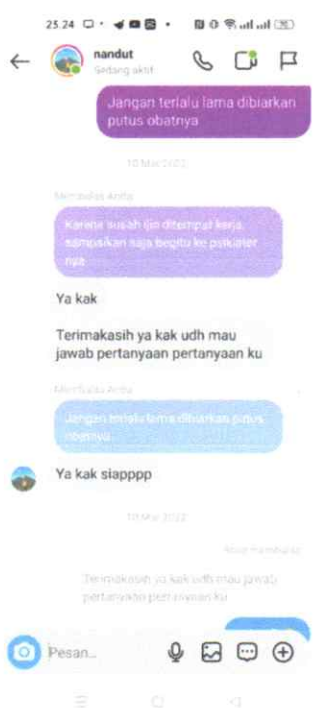 25.24
nandut
Sedang aktif
Jangan terlalu lama dibiarkan
putus obatnya
10 Mar 2022
Membalas Anda
Karena susah ijin ditempat kerja,
sampaikan saja begitu ke psikiater
nya
Ya kak
Terimakasih ya kak udh mau
jawab pertanyaan pertanyaan ku
Membalas Anda
Jangan terlalu lama dibiarkan putus
obatnya
Ya kak siapppp
10 Mar 2022
Anda membalas
Terimakasih ya kak udh mau jawab
pertanyaan pertanyaan ku
Pesan...